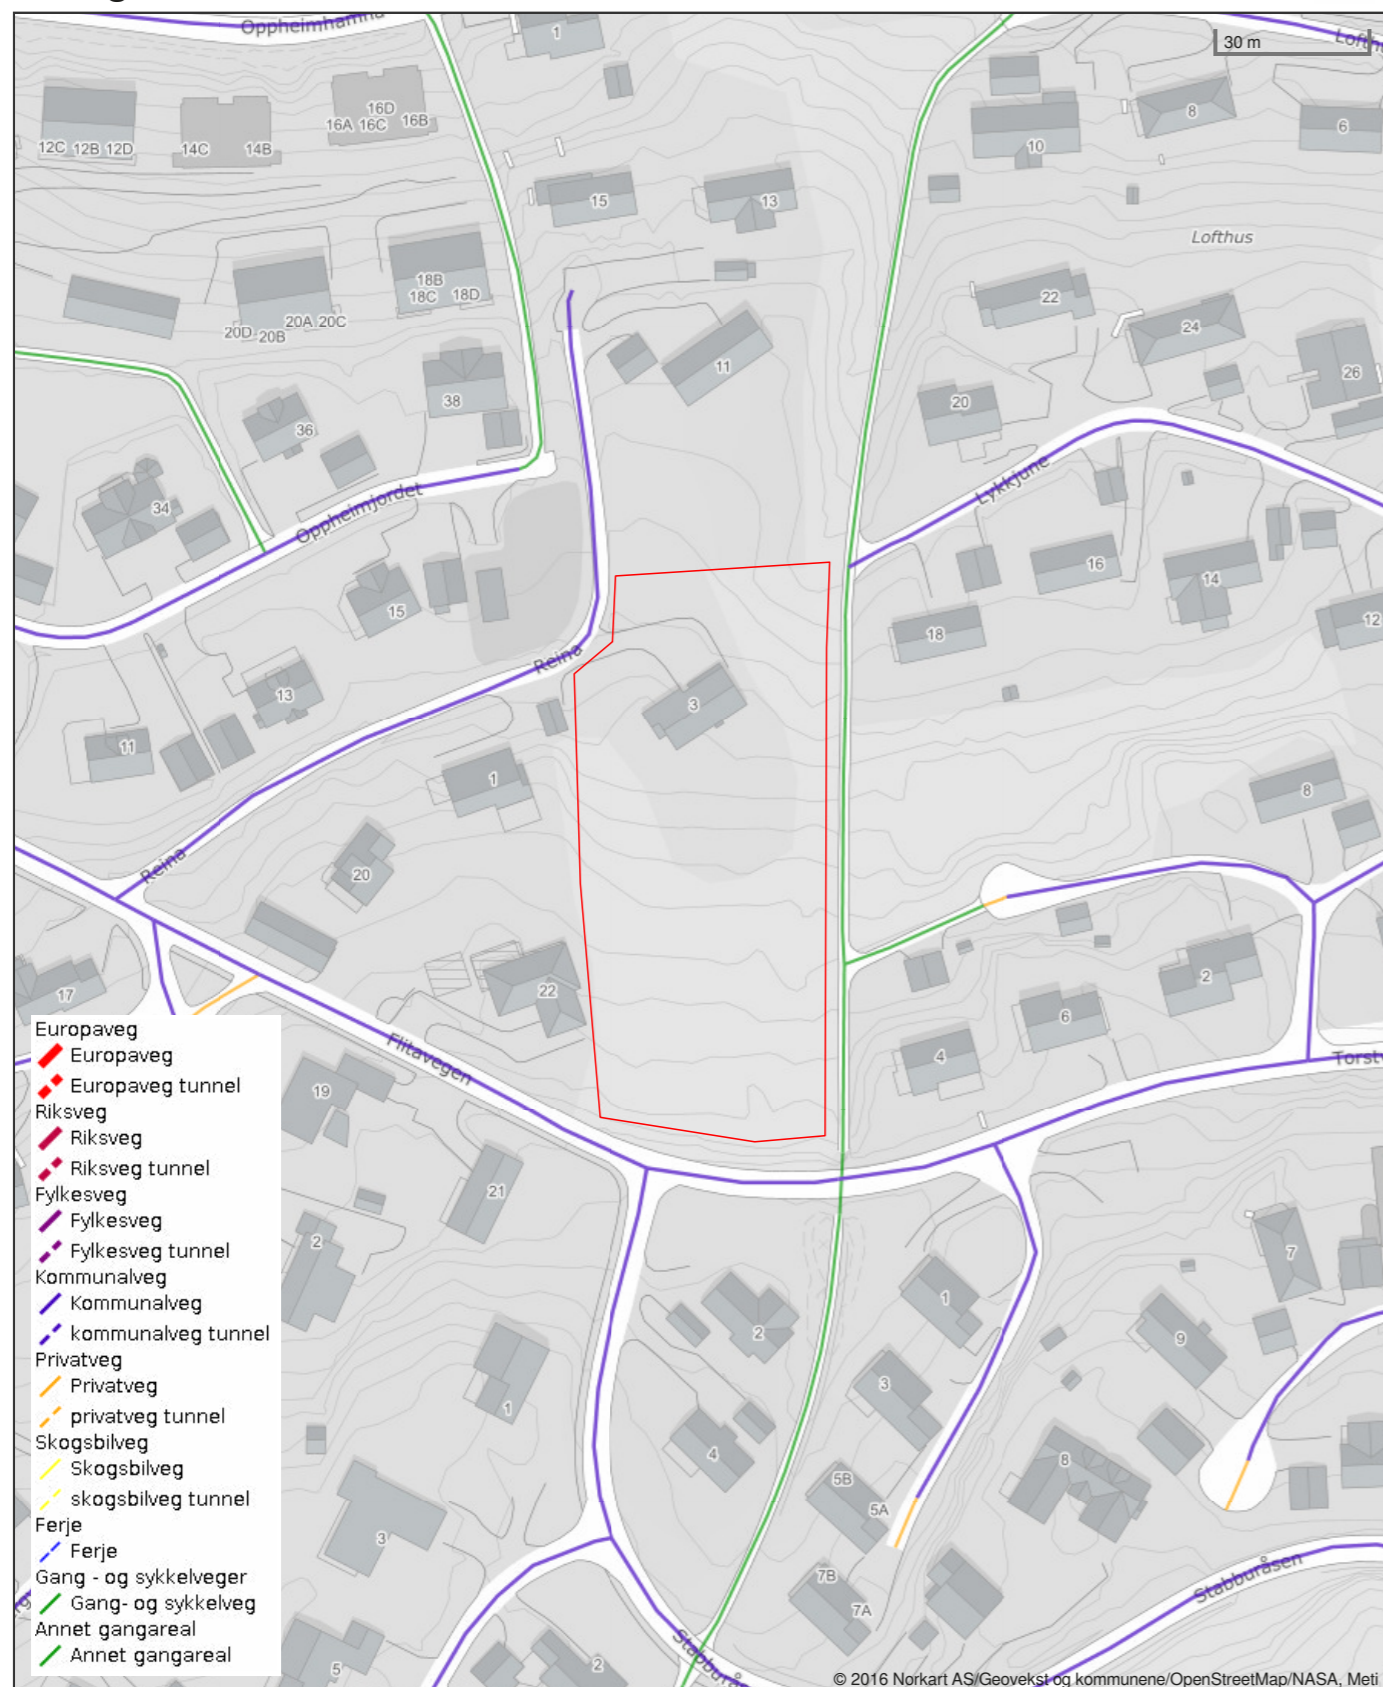 Oppheimhamna
1
30 m
16D
16A 16C 16B
12C 12B 12D
14C 14B
8
6
10
15
13
Lofthus
18B
18C 18D
20A 20C
20D 20B
22
24
11
26
38
20
36
Lykkjune
34
Oppheimjordet
16
14
15
18
12
Reina
13
3
11
1
8
Reina
20
17
22
2
6
Flitavegen
4
19
21
2
7
1
2
9
3
1
4
5B
5A
8
3
7B
7A
Stabburåsen
5
2
Europaveg
Europaveg
Europaveg tunnel
Riksveg
Riksveg
Riksveg tunnel
Fylkesveg
Fylkesveg
Fylkesveg tunnel
Kommunalveg
Kommunalveg
kommunalveg tunnel
Privatveg
Privatveg
privatveg tunnel
Skogsbilveg
Skogsbilveg
skogsbilveg tunnel
Ferje
Ferje
Gang - og sykkelveger
Gang- og sykkelveg
Annet gangareal
Annet gangareal
© 2016 Norkart AS/Geovekst og kommunene/OpenStreetMap/NASA, Meti